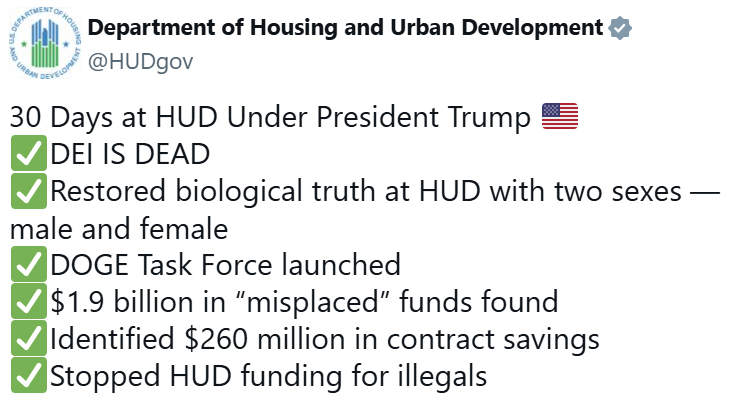 U.S. DEPARTMENT OF HOUSING AND URBAN DEVELOPMENT
Department of Housing and Urban Development
@HUDgov
30 Days at HUD Under President Trump 🇺🇸
✅DEI IS DEAD
✅Restored biological truth at HUD with two sexes —
male and female
✅DOGE Task Force launched
✅$1.9 billion in “misplaced” funds found
✅Identified $260 million in contract savings
✅Stopped HUD funding for illegals